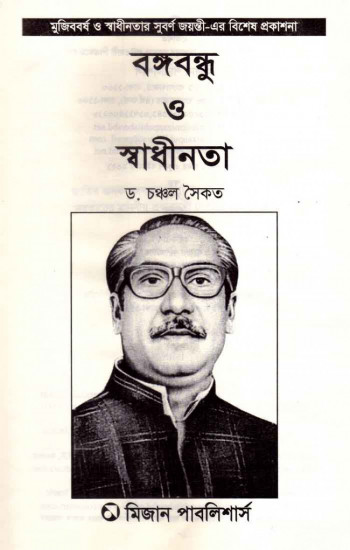 মুজিববর্ষ ও স্বাধীনতার সুবর্ণ জয়ন্তী-এর বিশেষ প্রকাশনা
বঙ্গবন্ধু
ও
স্বাধীনতা
ড. চঞ্চল সৈকত
মিজান পাবলিশার্স